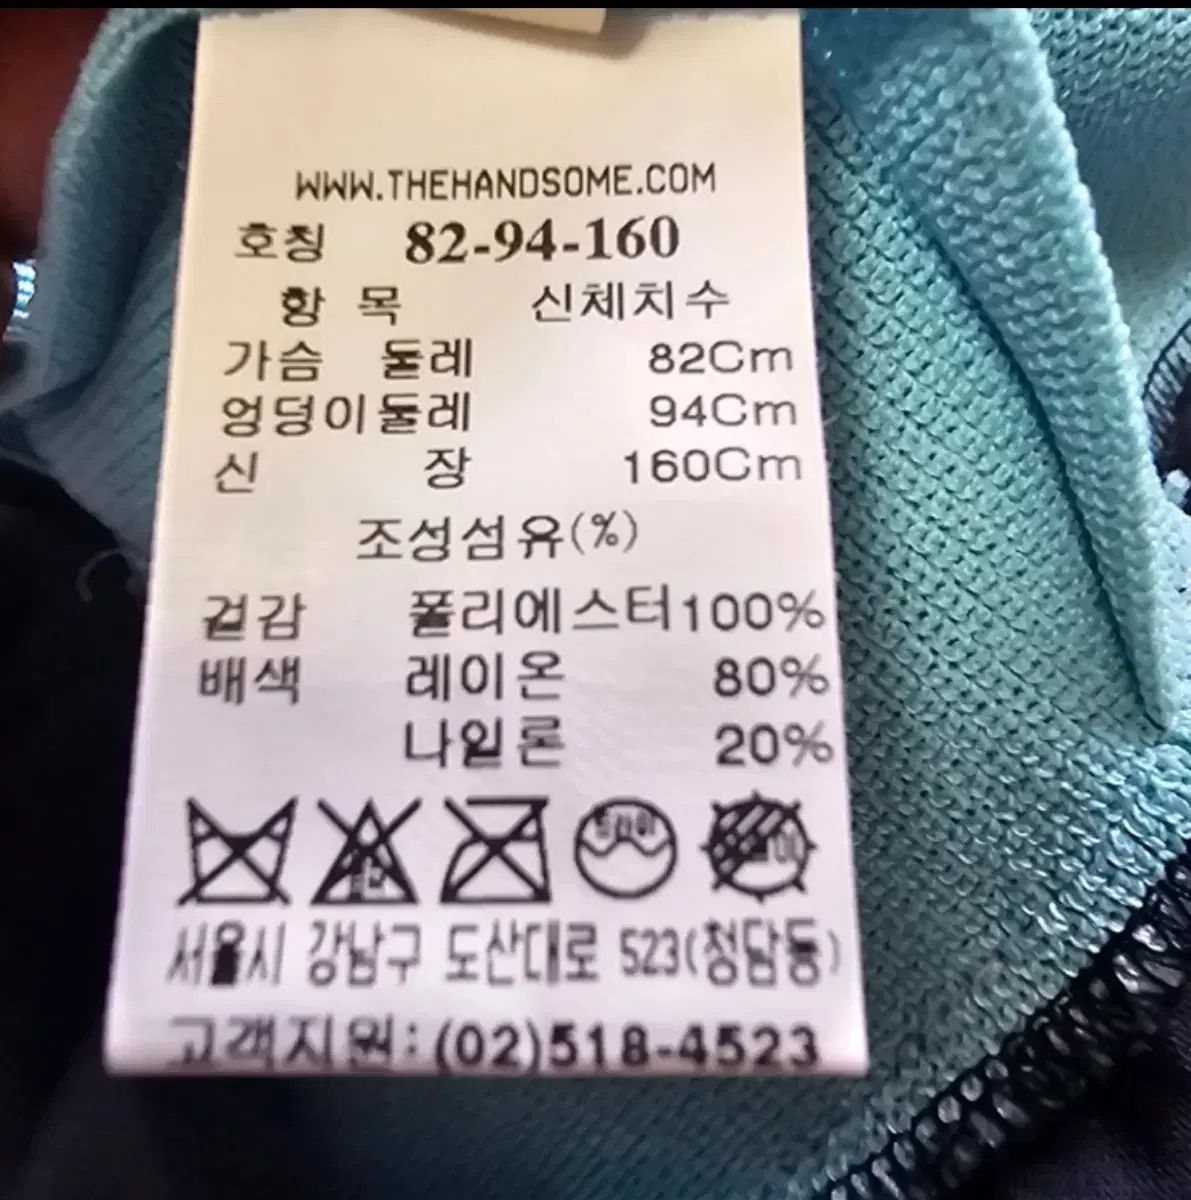 WWW.THEHANDSOME.COM
호칭 82-94-160
항 목 신체치수
가슴 둘레 82Cm
엉덩이둘레 94Cm
신 장 160Cm
조성섬유(%)
겉감 폴리에스터100%
배색 레이온 80%
나일론 20%
서울시 강남구 도산대로 523(청담동)
고객지원:(02)518-4523